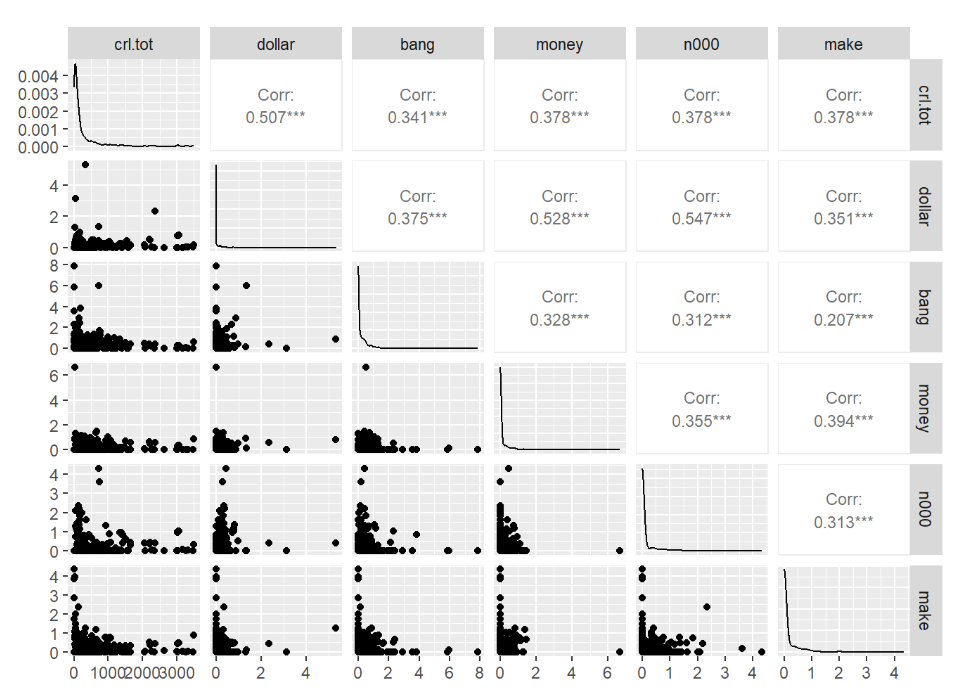 crl.tot dollar bang money n000 make
0.004
0.003
0.002
0.001
0.000
Corr: Corr: Corr: Corr: Corr:
0.507*** 0.341*** 0.378*** 0.378*** 0.378***
crl.tot
4
2
0
Corr: Corr: Corr: Corr:
0.375*** 0.528*** 0.547*** 0.351***
dollar
8
6
4
2
0
Corr: Corr: Corr:
0.328*** 0.312*** 0.207***
bang
6
4
2
0
Corr: Corr:
0.355*** 0.394***
money
4
3
2
1
0
Corr:
0.313***
n000
4
3
2
1
0
make
0 1000 2000 3000 0 2 4 0 2 4 6 8 0 2 4 6 0 1 2 3 4 0 1 2 3 4